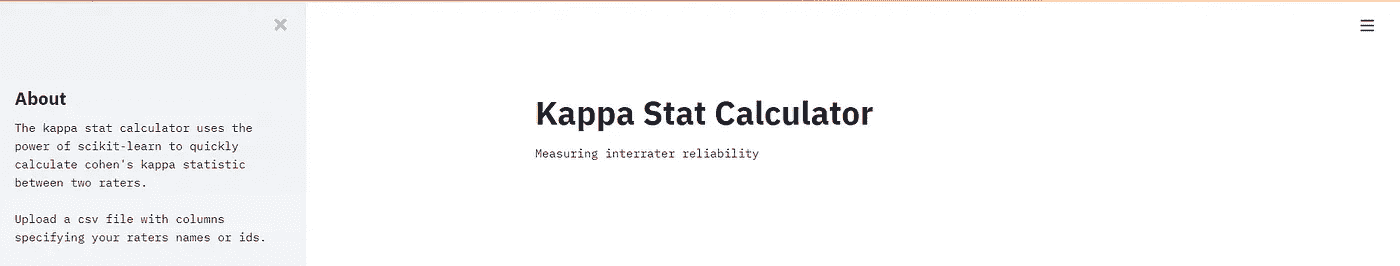 About
The kappa stat calculator uses the
power of scikit-learn to quickly
calculate cohen's kappa statistic
between two raters.
Upload a csv file with columns
specifying your raters names or ids.
Kappa Stat Calculator
Measuring interrater reliability